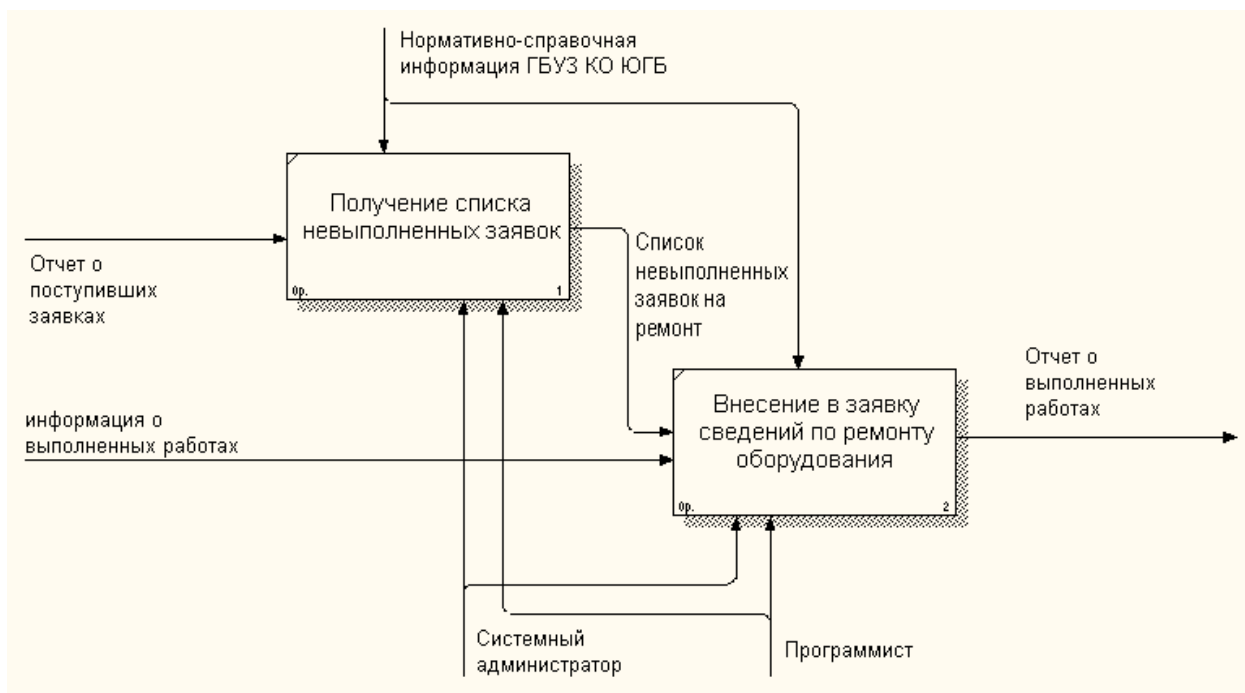 Нормативно-справочная
информация ГБУЗ КО ЮГБ
Получение списка
невыполненных заявок
0р.
1
Отчет о
поступивших
заявках
Список
невыполненных
заявок на
ремонт
информация о
выполненных работах
Внесение в заявку
сведений по ремонту
оборудования
0р.
2
Отчет о
выполненных
работах
Системный
администратор
Программист